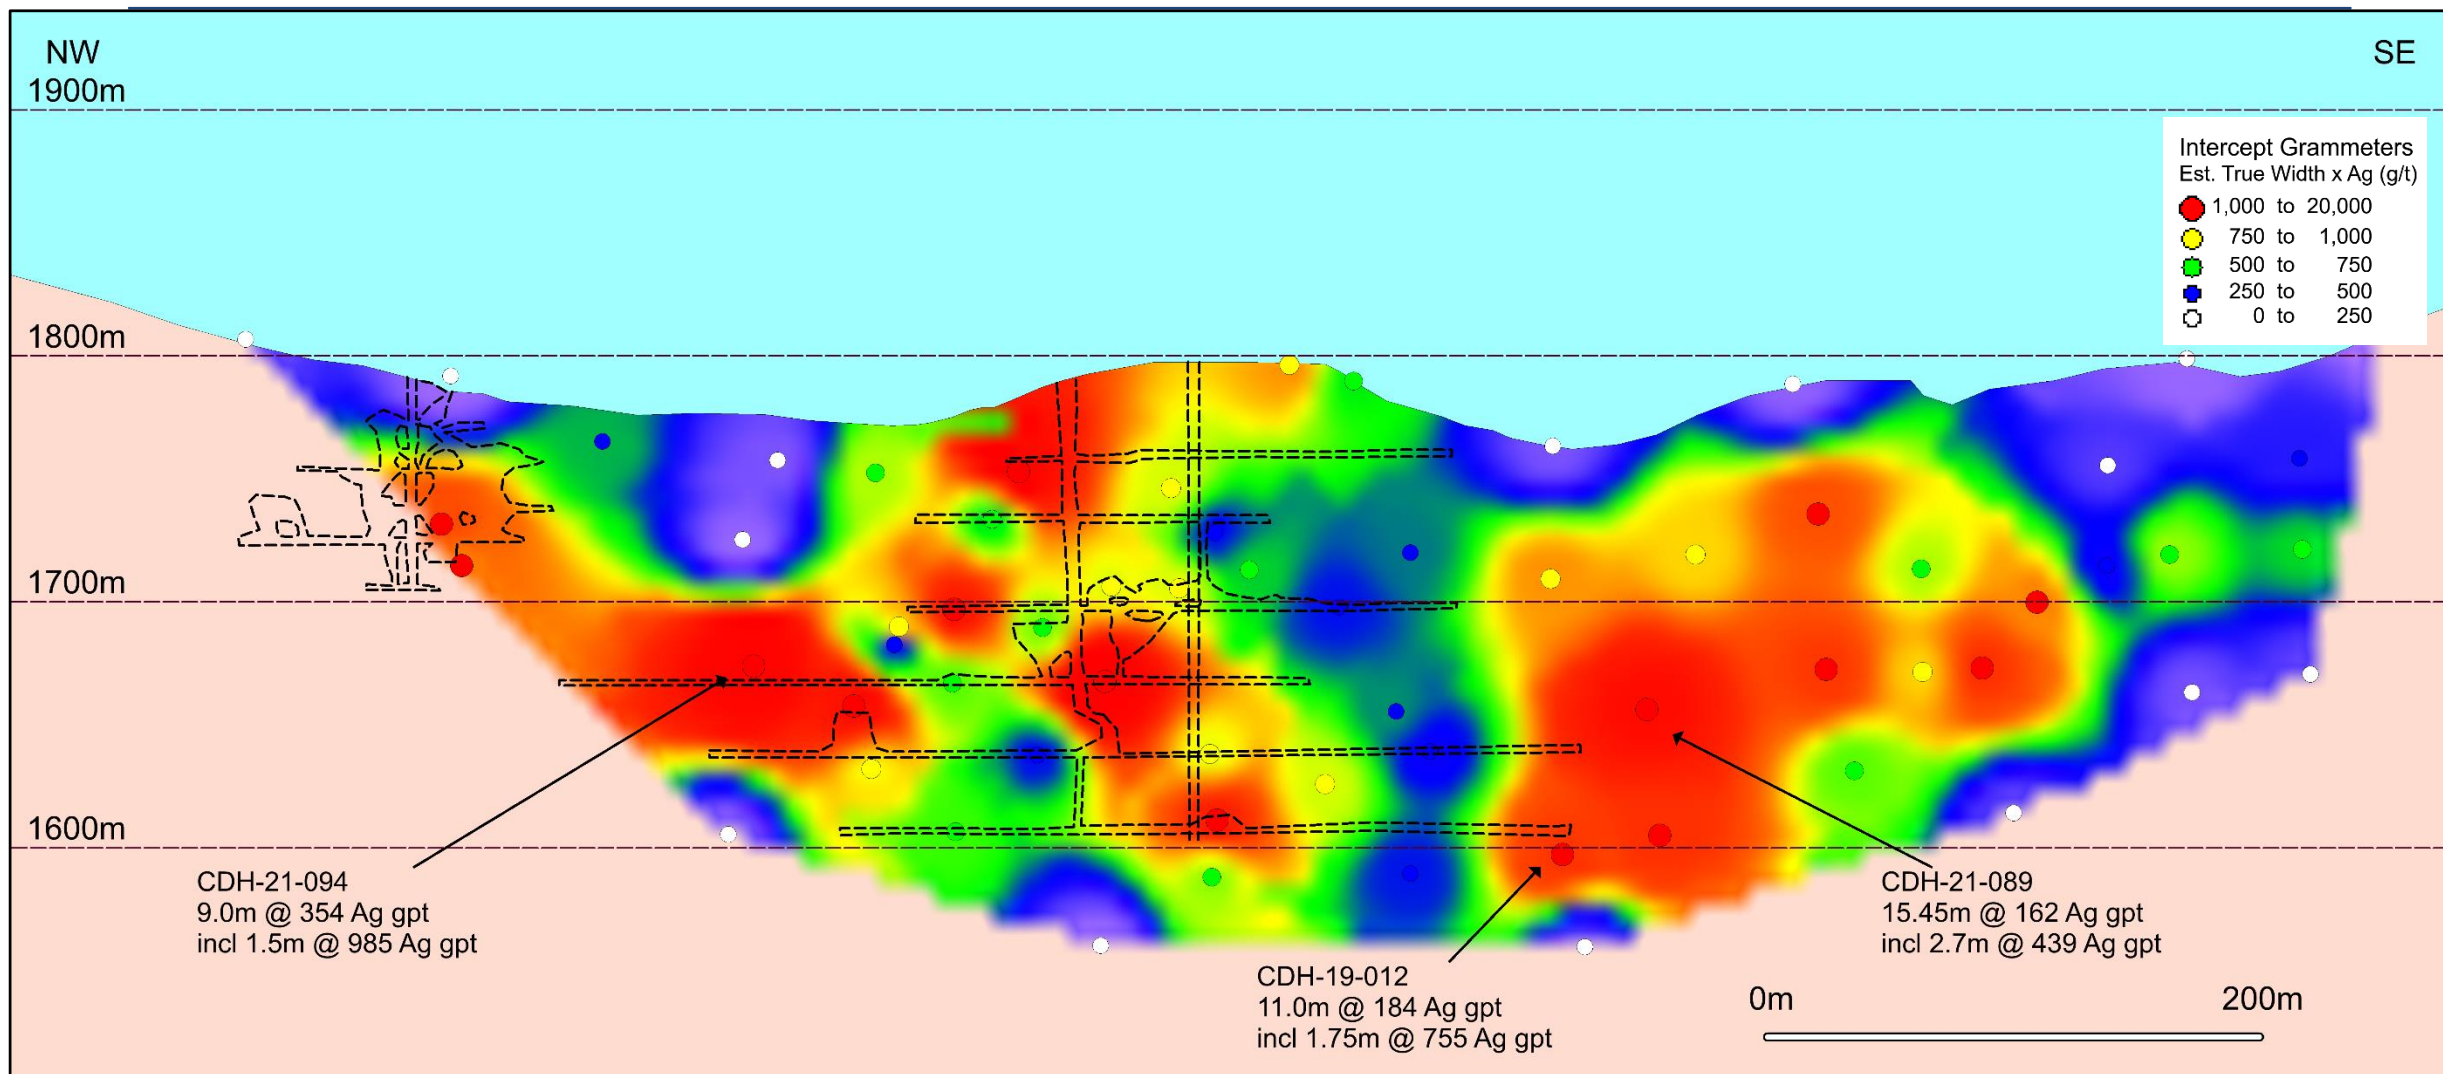 NW
SE
1900m
Intercept Grammeters
Est. True Width x Ag (g/t)
1,000 to 20,000
750 to 1,000
500 to 750
250 to 500
0 to 250
1800m
1700m
1600m
CDH-21-094
9.0m @ 354 Ag gpt
incl 1.5m @ 985 Ag gpt
CDH-21-089
15.45m @ 162 Ag gpt
incl 2.7m @ 439 Ag gpt
CDH-19-012
11.0m @ 184 Ag gpt
incl 1.75m @ 755 Ag gpt
0m 200m